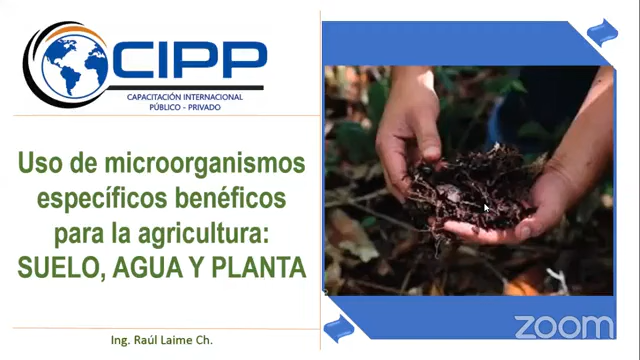 CIPP
CAPACITACIÓN INTERNACIONAL
PÚBLICO - PRIVADO
Uso de microorganismos
específicos benéficos
para la agricultura:
SUELO, AGUA Y PLANTA
Ing. Raúl Laime Ch.
zoom